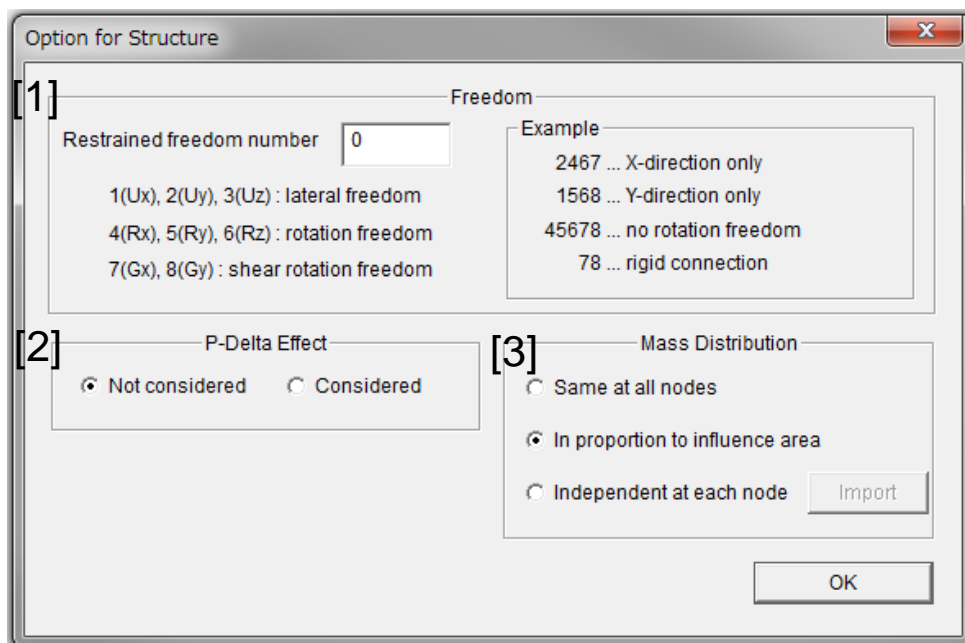 Option for Structure
[1]
Freedom
Restrained freedom number 0
1(Ux), 2(Uy), 3(Uz) : lateral freedom
4(Rx), 5(Ry), 6(Rz) : rotation freedom
7(Gx), 8(Gy) : shear rotation freedom
Example
2467 ... X-direction only
1568 ... Y-direction only
45678 ... no rotation freedom
78 ... rigid connection
[2]
P-Delta Effect
Not considered Considered
[3]
Mass Distribution
Same at all nodes
In proportion to influence area
Independent at each node Import
OK